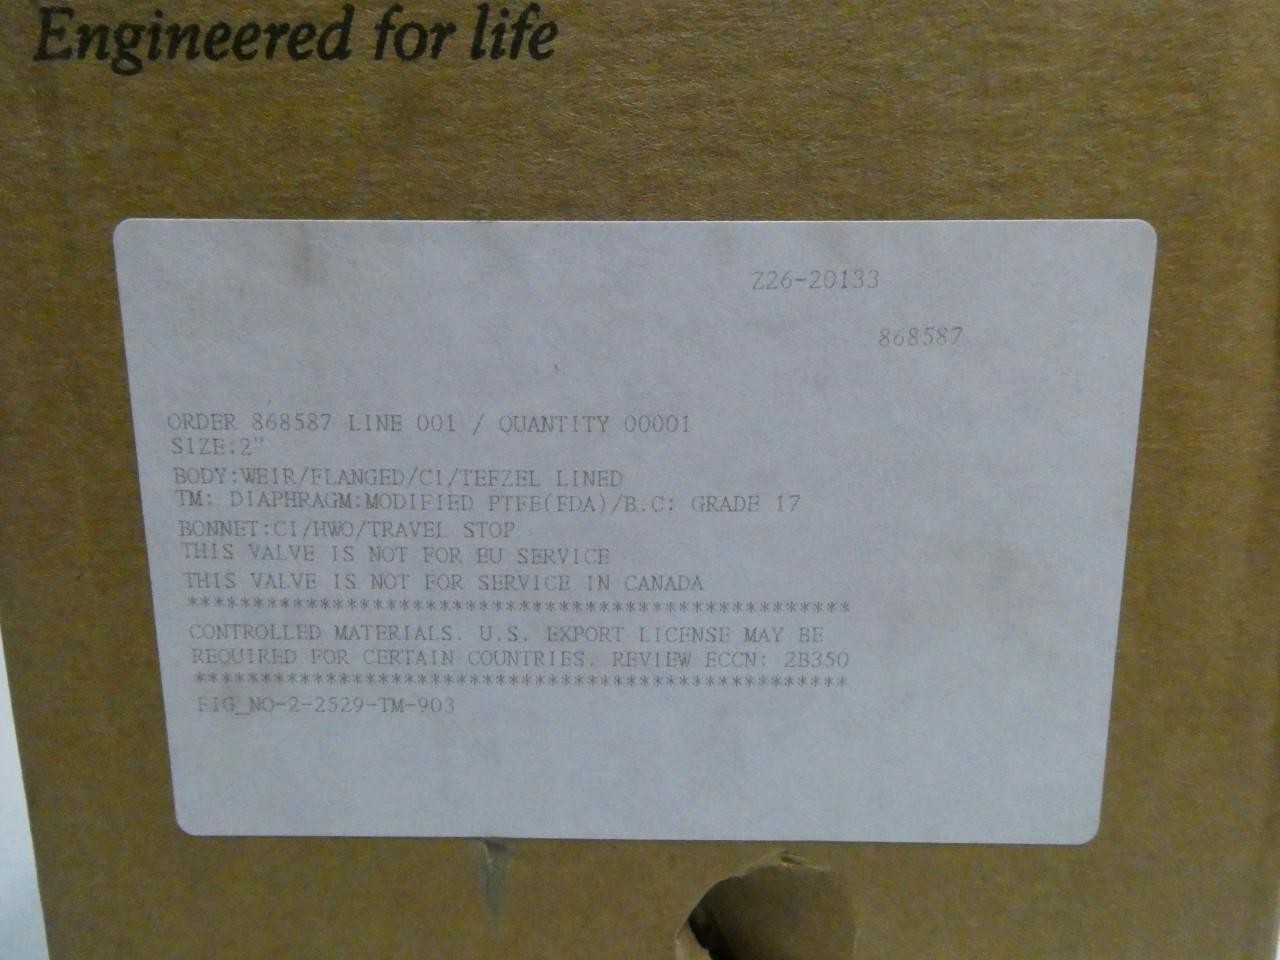 Engineered for life
Z26-20133
868587
ORDER 868587 LINE 001 / QUANTITY 00001
SIZE:2"
BODY:WEIR/FLANGED/CI/TEFZEL LINED
TM: DIAPHRAGM:MODIFIED PTFE(FDA)/B.C: GRADE 17
BONNET:CI/HWO/TRAVEL STOP
THIS VALVE IS NOT FOR EU SERVICE
THIS VALVE IS NOT FOR SERVICE IN CANADA
**************************************************
CONTROLLED MATERIALS. U.S. EXPORT LICENSE MAY BE
REQUIRED FOR CERTAIN COUNTRIES. REVIEW ECCN: 2B350
**************************************************
FIG_NO-2-2529-TM-903